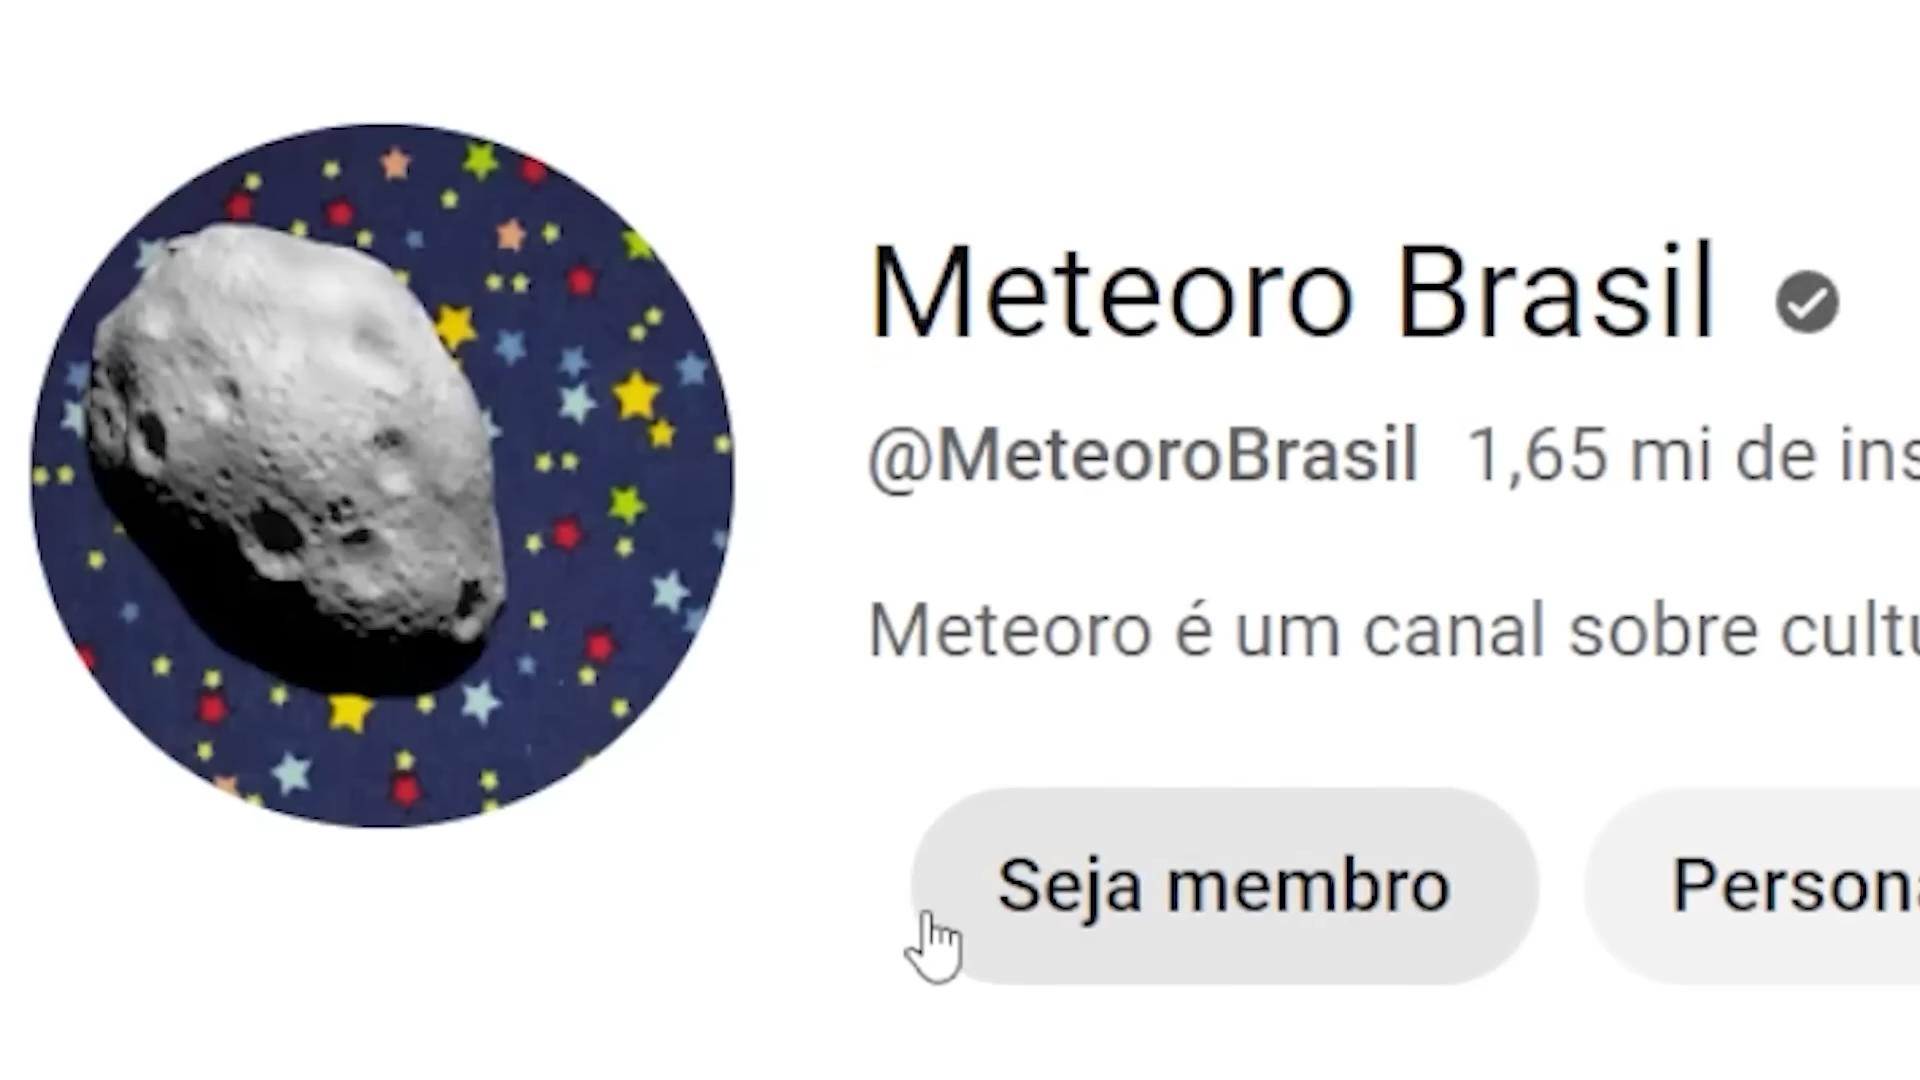 Meteoro Brasil
@MeteoroBrasil 1,65 mi de
Meteoro é um canal sobre
Seja membro